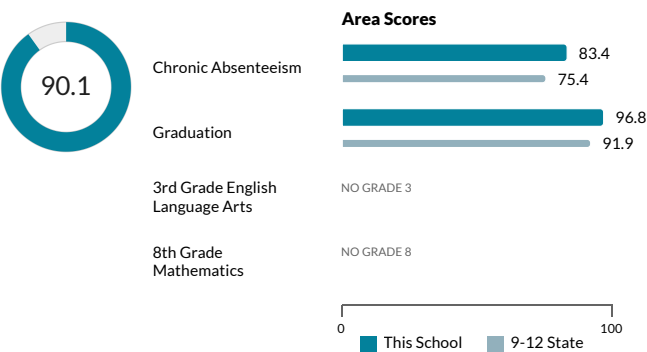 Area Scores
90.1
Chronic Absenteeism
83.4
75.4
Graduation
96.8
91.9
3rd Grade English
Language Arts
NO GRADE 3
8th Grade
Mathematics
NO GRADE 8
0
100
This School
9-12 State